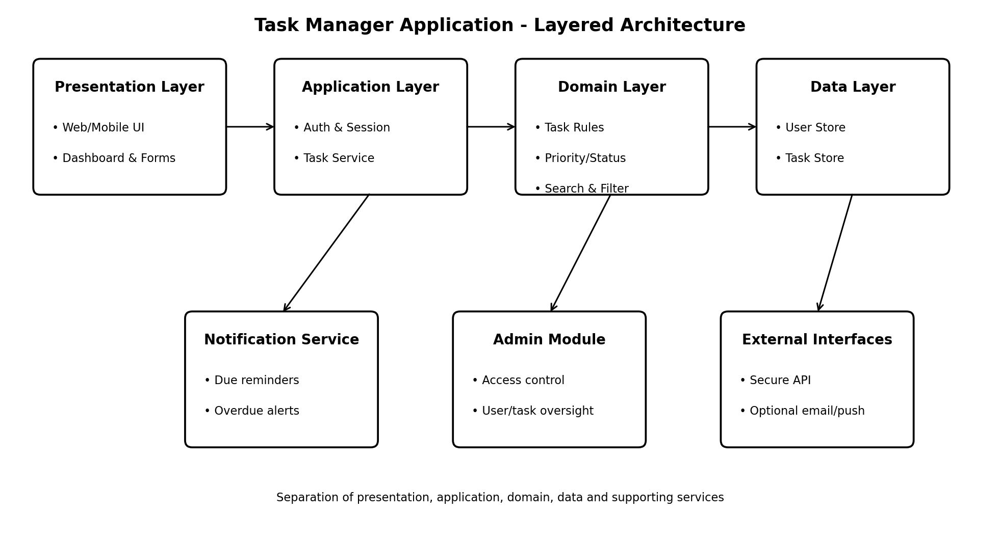 Task Manager Application - Layered Architecture
Presentation Layer
• Web/Mobile UI
• Dashboard & Forms
Application Layer
• Auth & Session
• Task Service
Domain Layer
• Task Rules
• Priority/Status
• Search & Filter
Data Layer
• User Store
• Task Store
Notification Service
• Due reminders
• Overdue alerts
Admin Module
• Access control
• User/task oversight
External Interfaces
• Secure API
• Optional email/push
Separation of presentation, application, domain, data and supporting services